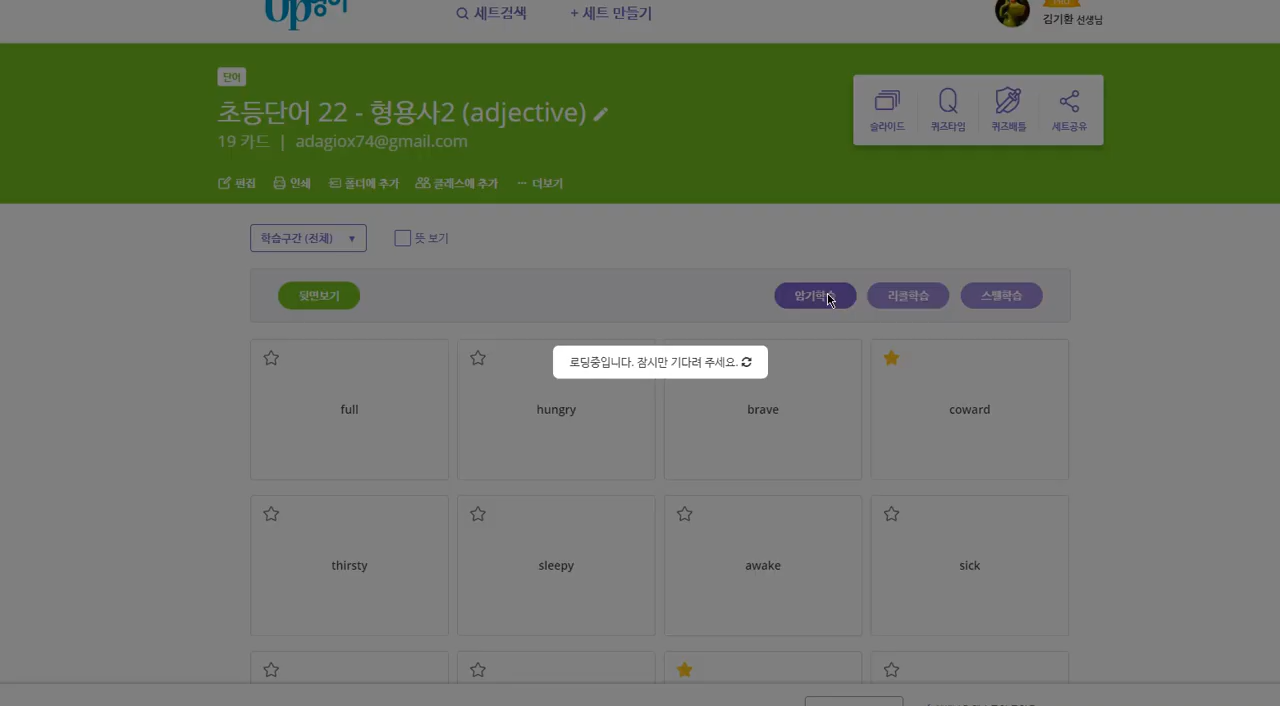 Up영어
세트검색
+ 세트 만들기
PRO
김기환 선생님
단어
초등단어 22 - 형용사2 (adjective)
19 카드 | adagiox74@gmail.com
슬라이드 퀴즈타임 퀴즈배틀 세트공유
편집 인쇄 폴더에 추가 클래스에 추가 ··· 더보기
학습구간 (전체) ▼ 뜻 보기
뒷면보기 암기학습 리콜학습 스펠학습
로딩중입니다. 잠시만 기다려 주세요.
full hungry brave coward
thirsty sleepy awake sick